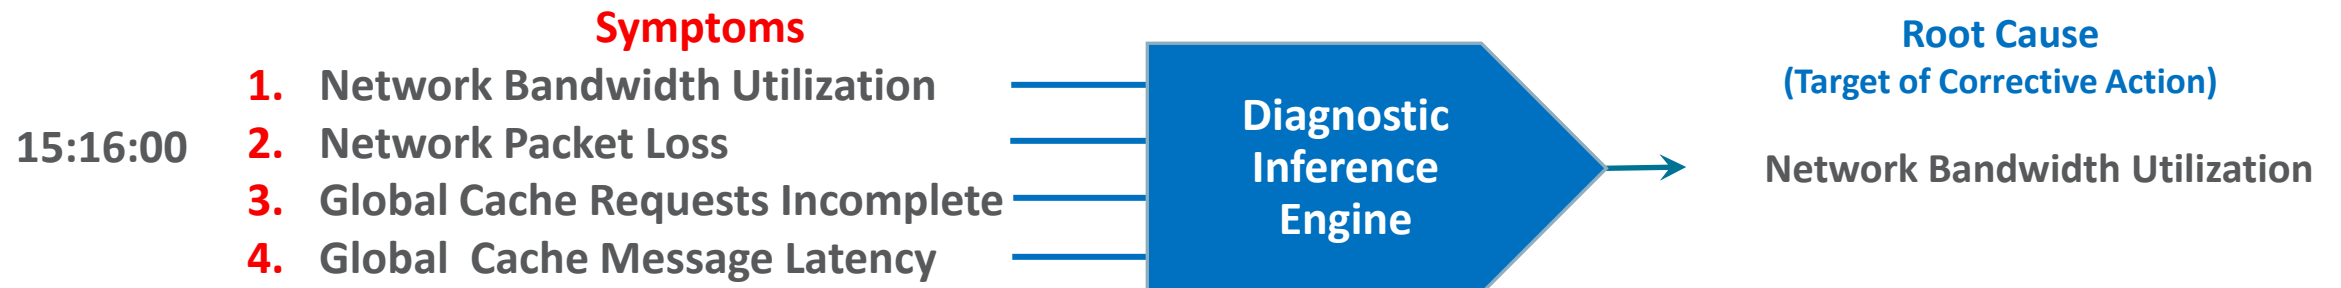 Symptoms
15:16:00
1. Network Bandwidth Utilization
2. Network Packet Loss
3. Global Cache Requests Incomplete
4. Global  Cache Message Latency
Diagnostic
Inference
Engine
Root Cause
(Target of Corrective Action)
Network Bandwidth Utilization